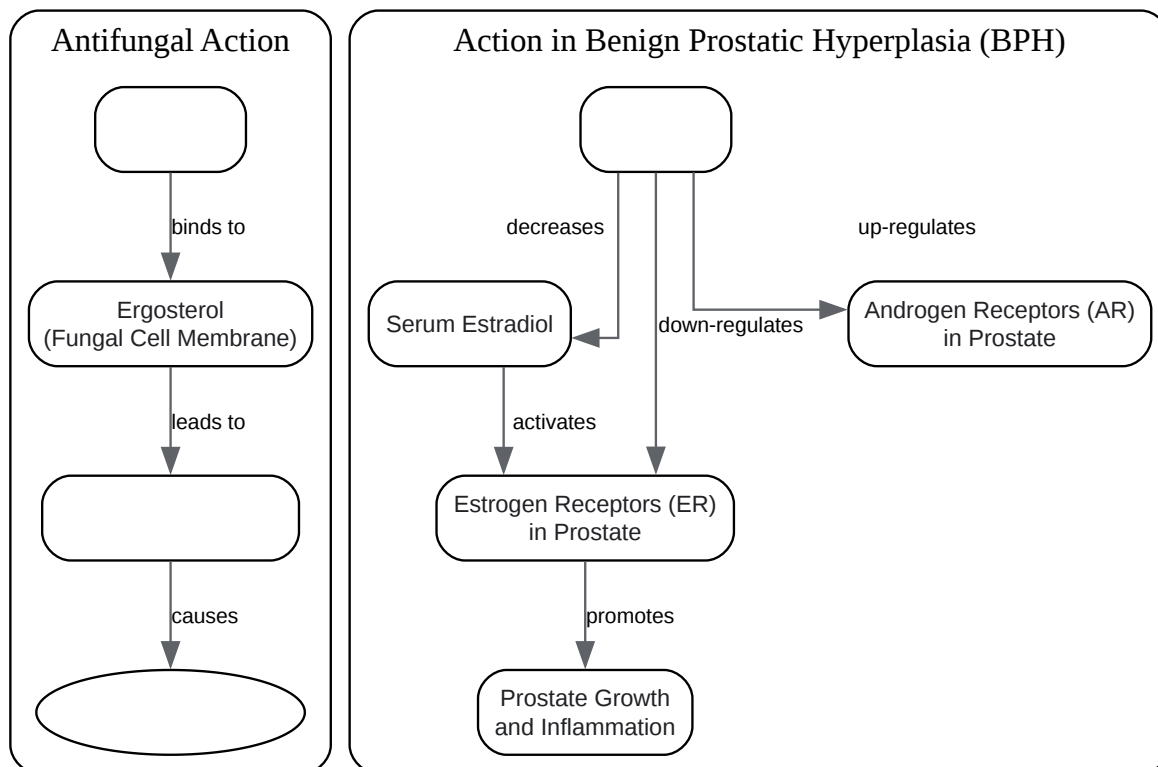 Antifungal Action
binds to
Ergosterol
(Fungal Cell Membrane)
leads to
causes
Action in Benign Prostatic Hyperplasia (BPH)
decreases
up-regulates
Serum Estradiol
down-regulates
Androgen Receptors (AR)
in Prostate
activates
Estrogen Receptors (ER)
in Prostate
promotes
Prostate Growth
and Inflammation